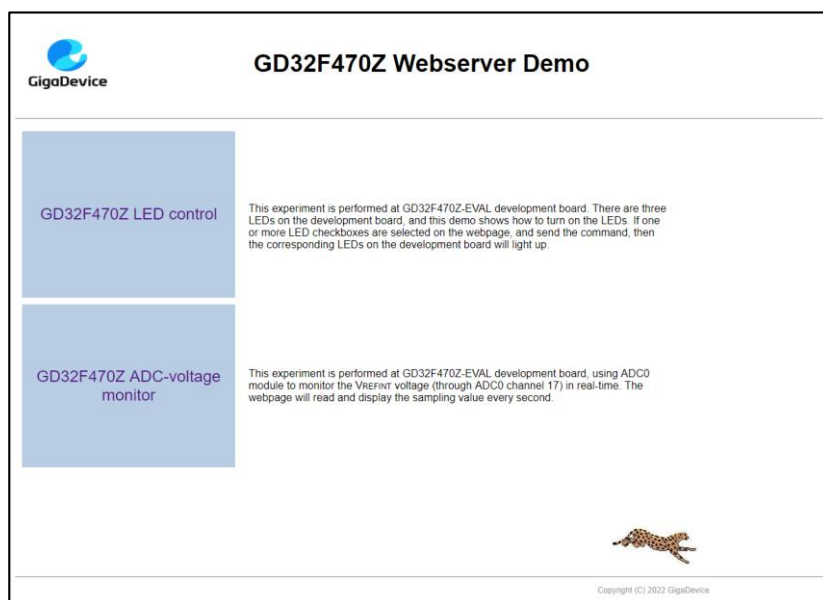 GigaDevice
GD32F470Z Webserver Demo
GD32F470Z LED control
This experiment is performed at GD32F470Z-EVAL development board. There are three
LEDs on the development board, and this demo shows how to turn on the LEDs. If one
or more LED checkboxes are selected on the webpage, and send the command, then
the corresponding LEDs on the development board will light up.
GD32F470Z ADC-voltage
monitor
This experiment is performed at GD32F470Z-EVAL development board, using ADC0
module to monitor the VREFINT voltage (through ADC0 channel 17) in real-time. The
webpage will read and display the sampling value every second.
Copyright (C) 2022 GigaDevice